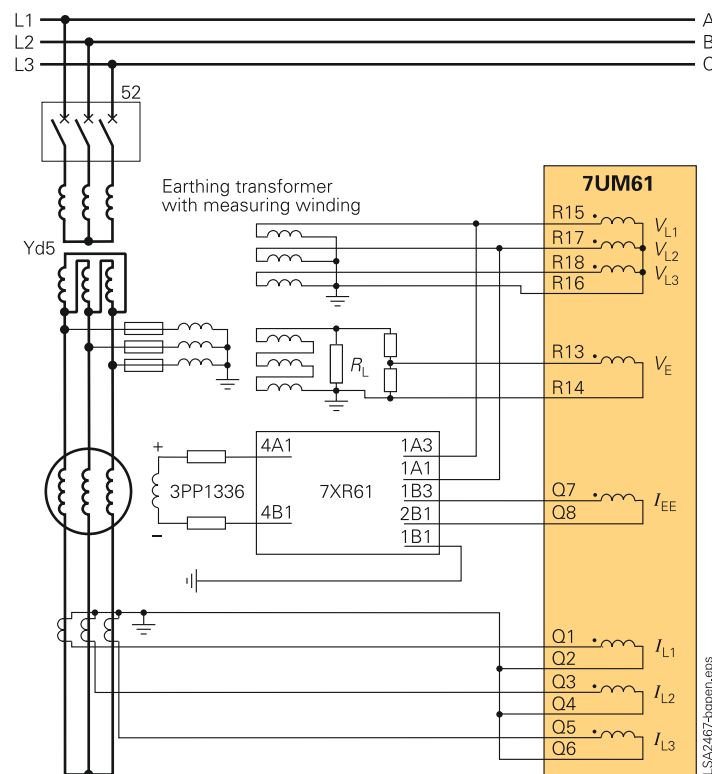 L1 A
L2 B
L3 C
52
Earthing transformer
with measuring winding
7UM61
R15 VL1
R17 VL2
R18 VL3
R16
Yd5
RL
R13 VE
R14
+ 4A1 1A3
1A1
3PP1336 7XR61 1B3 Q7 IEE
– 4B1 2B1 Q8
1B1
Q1 IL1
Q2
Q3 IL2
Q4
Q5 IL3
Q6
LSA2467-bgpen.eps